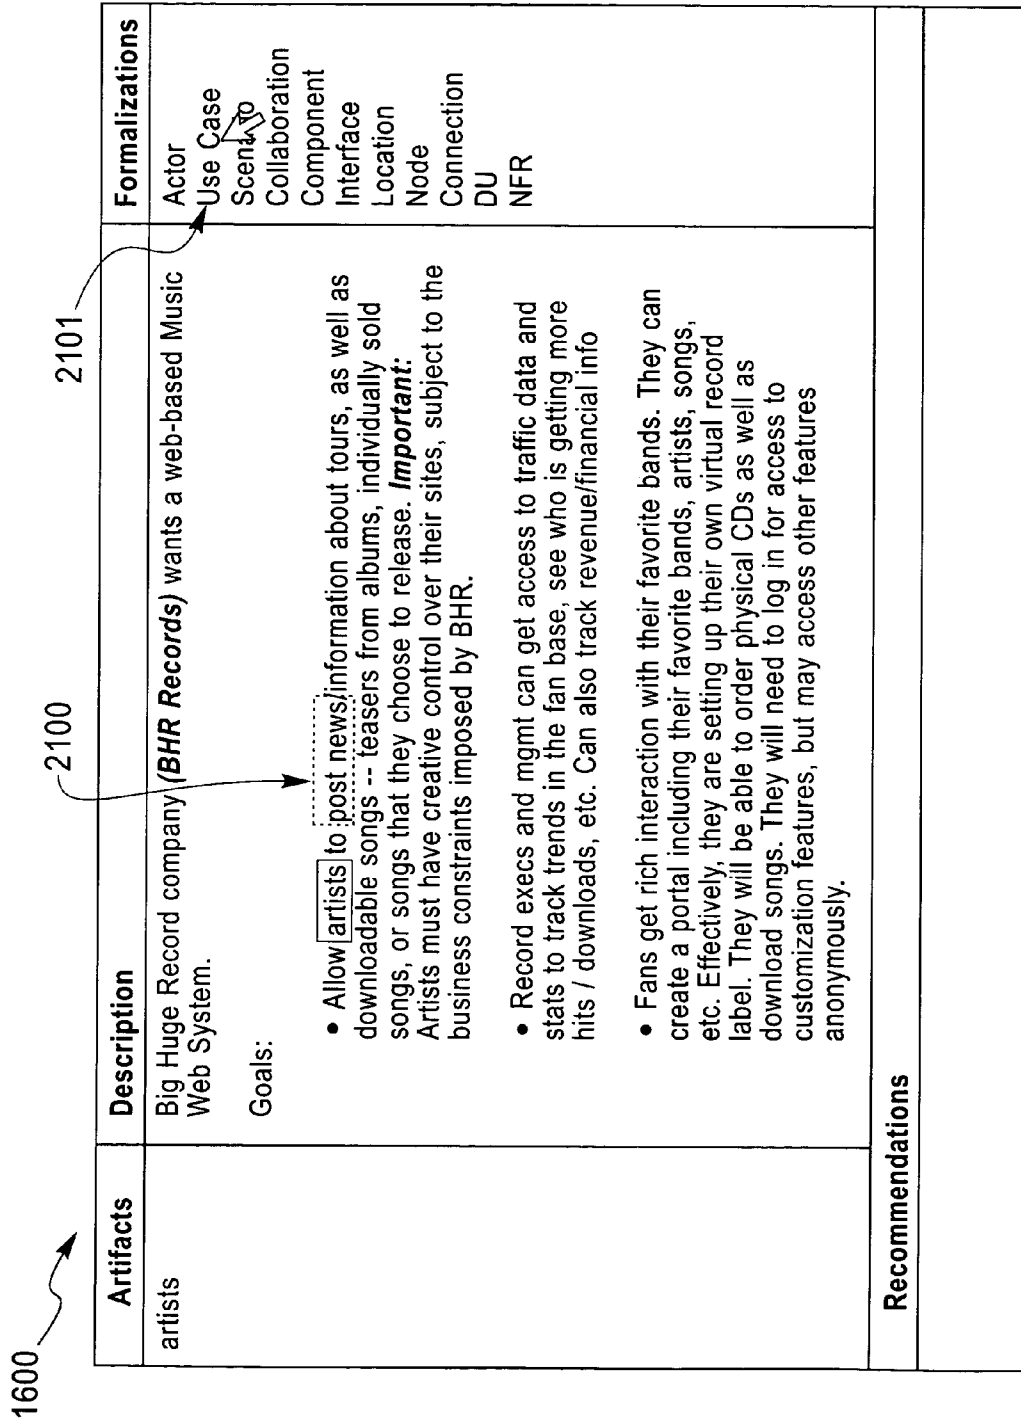 1600
2100
2101
Artifacts
artists
Description
Big Huge Record company (BHR Records) wants a web-based Music
Web System.
Goals:
• Allow artists to post news/information about tours, as well as
downloadable songs -- teasers from albums, individually sold
songs, or songs that they choose to release. Important:
Artists must have creative control over their sites, subject to the
business constraints imposed by BHR.
• Record execs and mgmt can get access to traffic data and
stats to track trends in the fan base, see who is getting more
hits / downloads, etc. Can also track revenue/financial info
• Fans get rich interaction with their favorite bands. They can
create a portal including their favorite bands, artists, songs,
etc. Effectively, they are setting up their own virtual record
label. They will be able to order physical CDs as well as
download songs. They will need to log in for access to
customization features, but may access other features
anonymously.
Formalizations
Actor
Use Case
Scenario
Collaboration
Component
Interface
Location
Node
Connection
DU
NFR
Recommendations